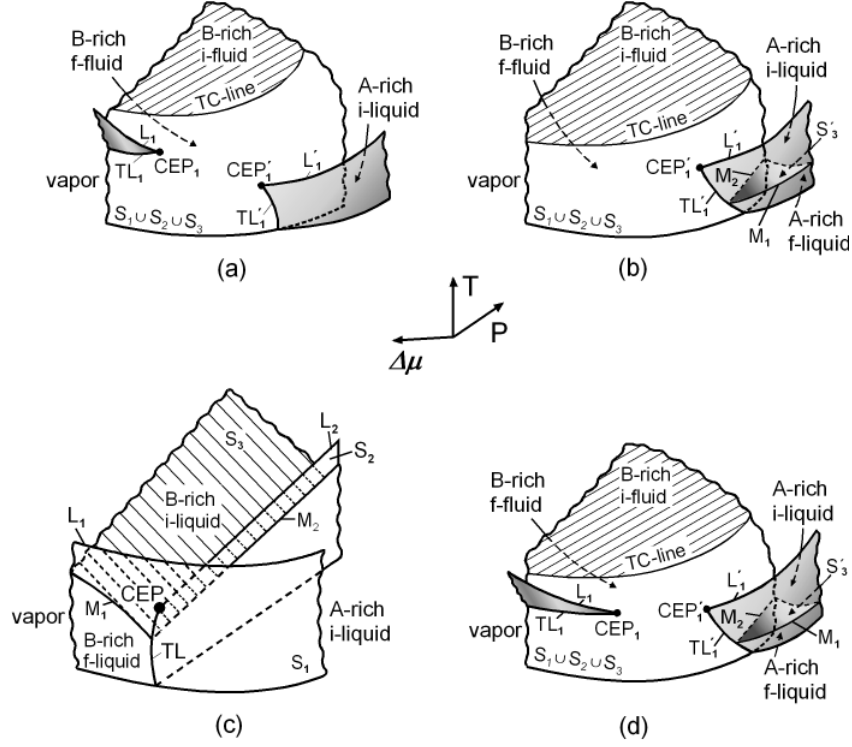 B-rich
f-fluid
B-rich
i-fluid
TC-line
A-rich
i-liquid
L₁
TL₁
CEP₁
CEP₁′
L₁′
TL₁′
vapor
S₁∪S₂∪S₃
(a)
B-rich
f-fluid
B-rich
i-fluid
TC-line
A-rich
i-liquid
L₁′
S₃′
CEP₁′
M₂
TL₁′
vapor
S₁∪S₂∪S₃
M₁
A-rich
f-liquid
(b)
T
P
Δμ
S₃
L₂
S₂
B-rich
i-liquid
L₁
M₂
CEP
vapor
M₁
B-rich
f-liquid
TL
A-rich
i-liquid
S₁
(c)
B-rich
f-fluid
B-rich
i-fluid
TC-line
A-rich
i-liquid
L₁
L₁′
S₃′
TL₁
CEP₁
CEP₁′
M₂
M₁
vapor
TL₁′
S₁∪S₂∪S₃
A-rich
f-liquid
(d)